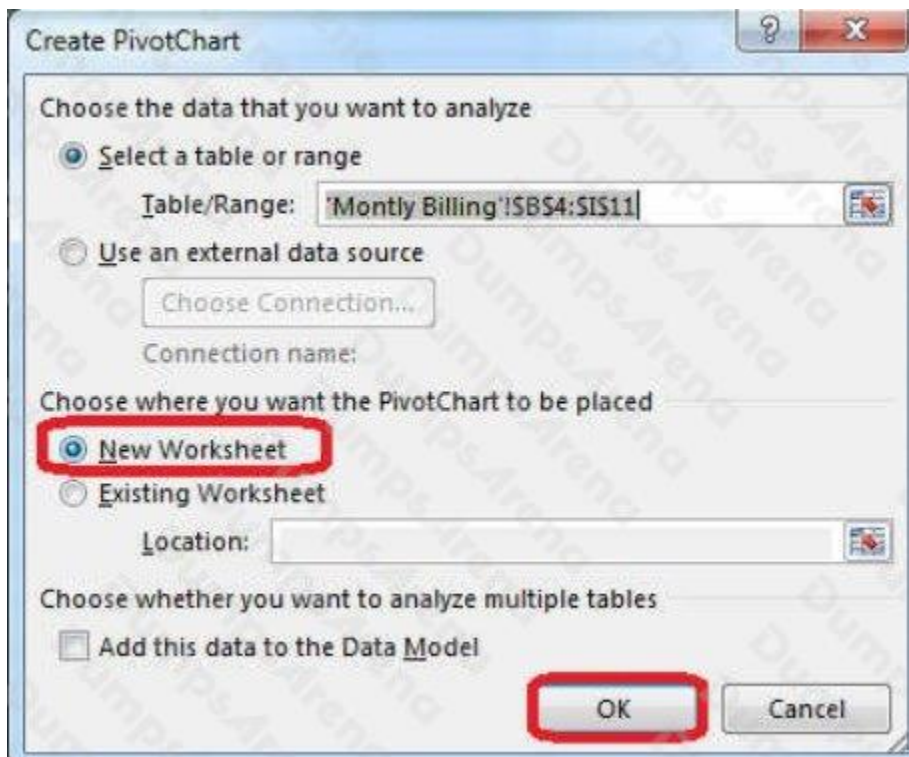 Create PivotChart
?
Choose the data that you want to analyze
Select a table or range
Table/Range: 'Montly Billing'!$B$4:$I$11
Use an external data source
Choose Connection...
Connection name:
Choose where you want the PivotChart to be placed
New Worksheet
Existing Worksheet
Location:
Choose whether you want to analyze multiple tables
Add this data to the Data Model
OK Cancel
DumpsArena